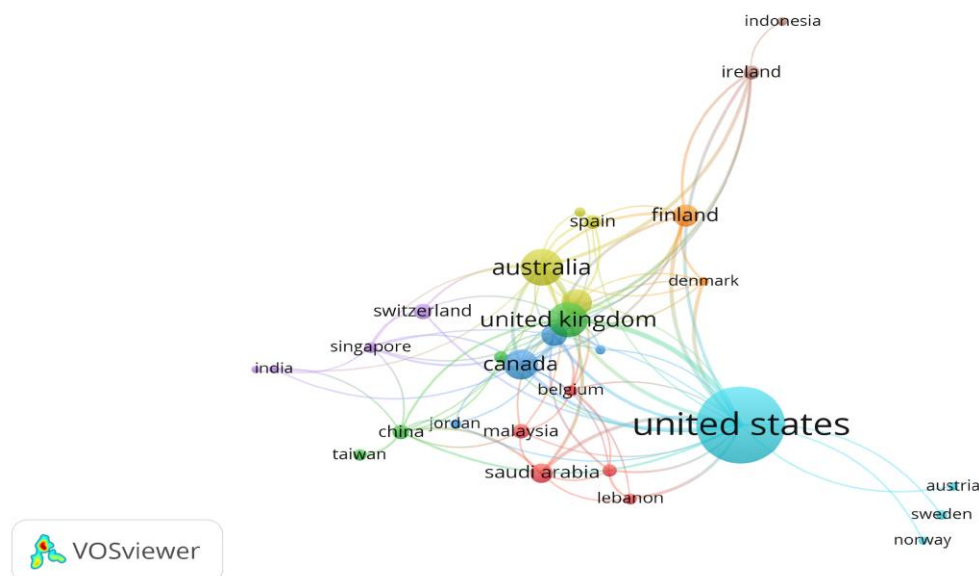 indonesia
ireland
finland
spain
australia
denmark
switzerland
united kingdom
singapore
canada
india
belgium
jordan
china
malaysia
united states
taiwan
saudi arabia
lebanon
austria
sweden
norway
VOSviewer